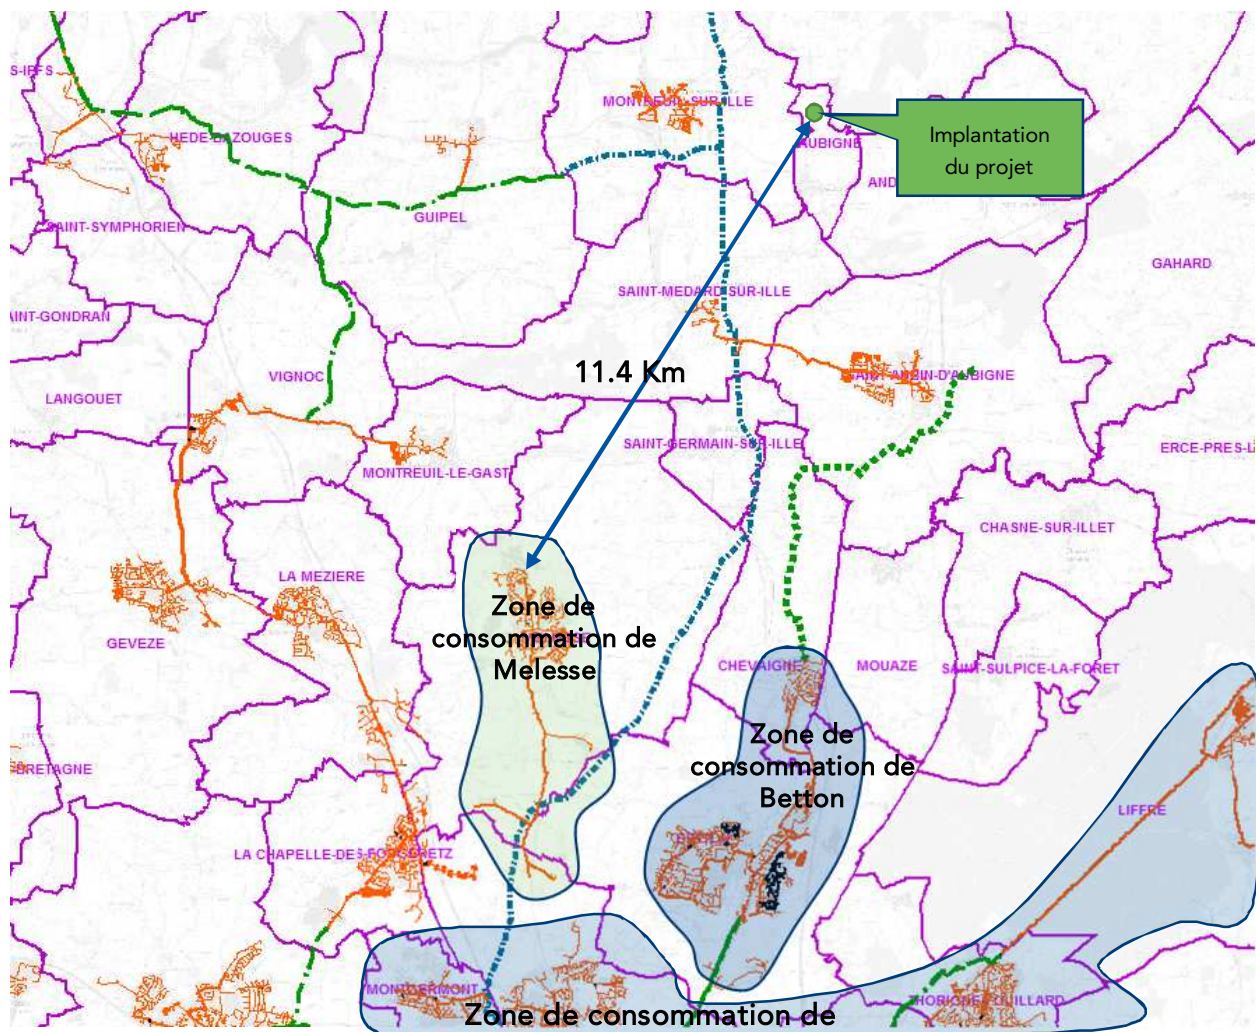 S-IFFS
MONTREUIL-SUR-ILLE
HEDE-BAZOUGES
AUBIGNE
Implantation
du projet
AND
SAINT-SYMPHORIEN
GUIPEL
GAHARD
SAINT-MEDARD-SUR-ILLE
AINT-GONDRAN
11.4 Km
VIGNOC
SAINT-AUBIN-D'AUBIGNE
LANGOUET
SAINT-GERMAIN-SUR-ILLE
ERCE-PRES-L
MONTREUIL-LE-GAST
CHASNE-SUR-ILLET
LA MEZIERE
Zone de
consommation de
Melesse
GEVEZE
CHEVAIGNE
MOUAZE
SAINT-SULPICE-LA-FORET
Zone de
consommation de
Betton
BRETAGNE
LIFFRE
LA CHAPELLE-DES-FOUGERETZ
MONTGERMONT
THORIGNE-FOUILLARD
Zone de consommation de